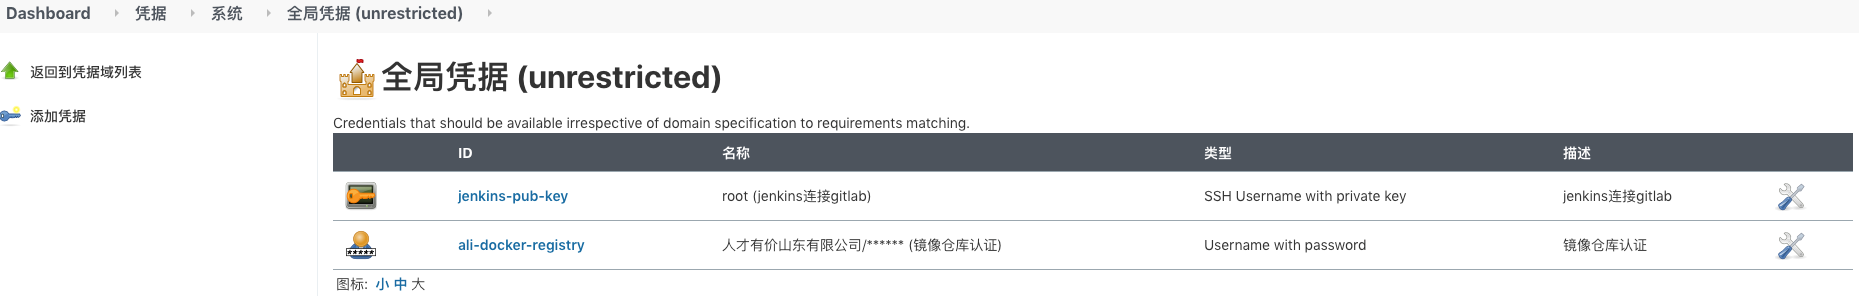 Dashboard 凭据 系统 全局凭据 (unrestricted)
返回到凭据域列表
添加凭据
全局凭据 (unrestricted)
Credentials that should be available irrespective of domain specification to requirements matching.
ID 名称 类型 描述
jenkins-pub-key root (jenkins连接gitlab) SSH Username with private key jenkins连接gitlab
ali-docker-registry 人才有价山东有限公司/****** (镜像仓库认证) Username with password 镜像仓库认证
图标: 小 中 大